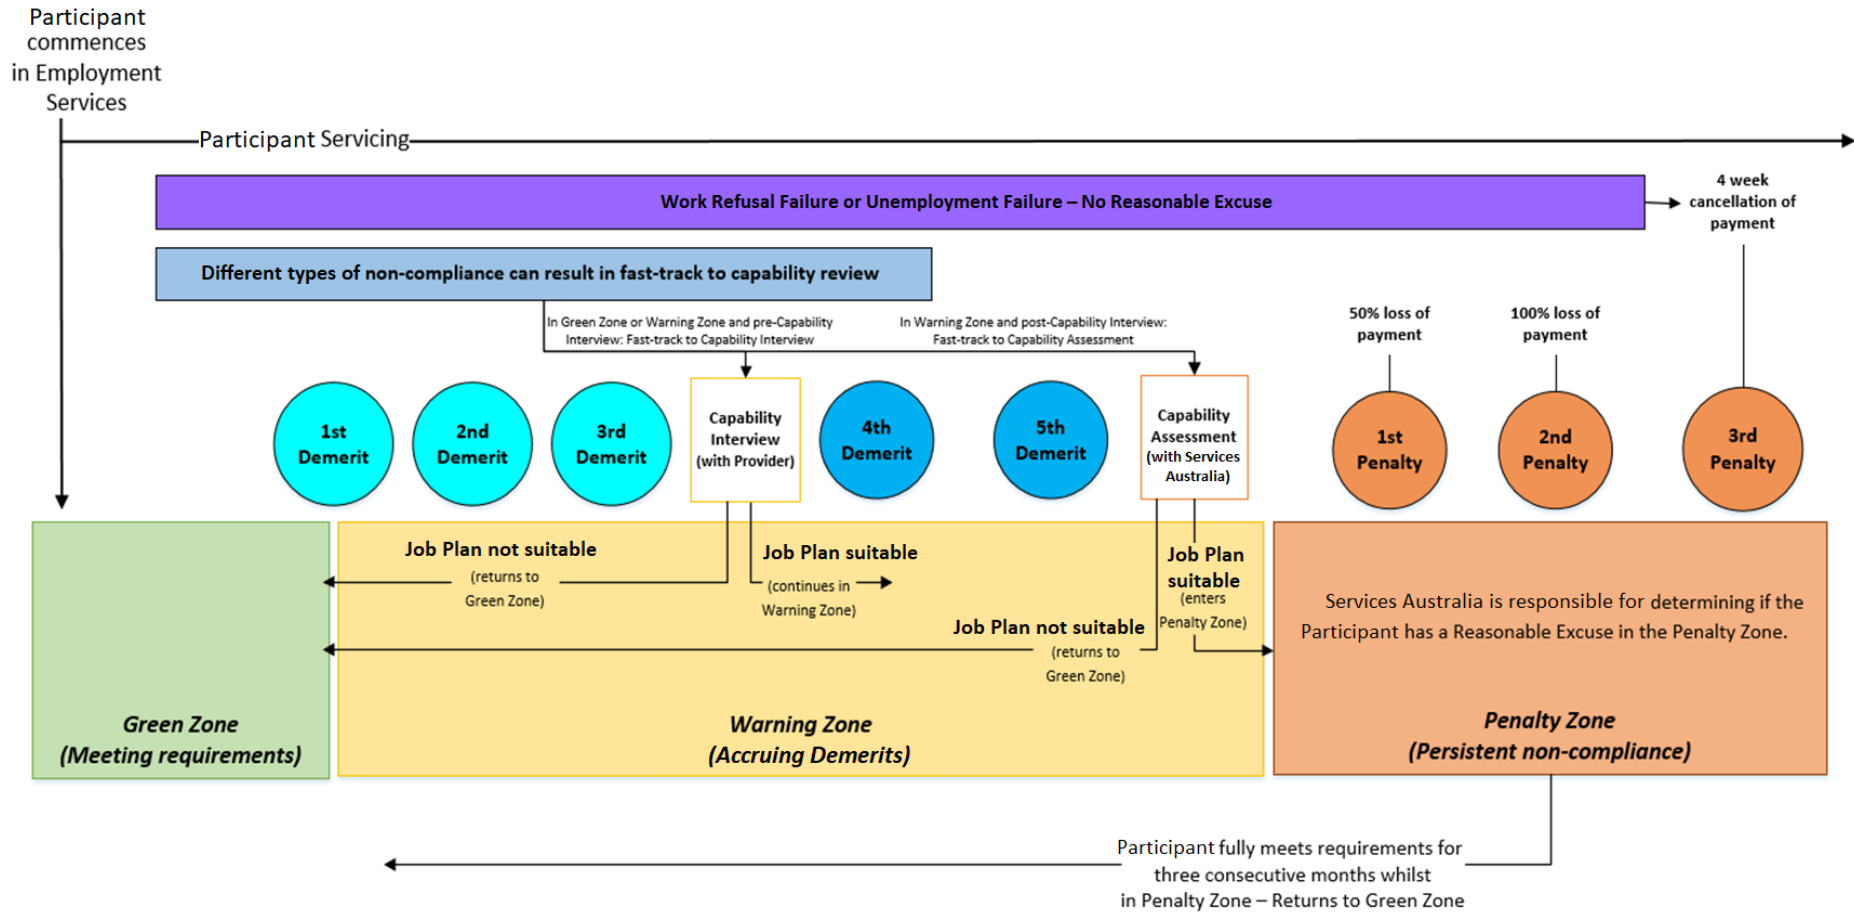 Participant
commences
in Employment
Services
Participant Servicing
Work Refusal Failure or Unemployment Failure – No Reasonable Excuse
4 week
cancellation of
payment
Different types of non-compliance can result in fast-track to capability review
In Green Zone or Warning Zone and pre-Capability
Interview: Fast-track to Capability Interview
In Warning Zone and post-Capability Interview:
Fast-track to Capability Assessment
50% loss of
payment
100% loss of
payment
1st
Demerit
2nd
Demerit
3rd
Demerit
Capability
Interview
(with Provider)
4th
Demerit
5th
Demerit
Capability
Assessment
(with Services
Australia)
1st
Penalty
2nd
Penalty
3rd
Penalty
Job Plan not suitable
(returns to
Green Zone)
Job Plan suitable
(continues in
Warning Zone)
Job Plan
suitable
(enters
Penalty Zone)
Job Plan not suitable
(returns to
Green Zone)
Services Australia is responsible for determining if the
Participant has a Reasonable Excuse in the Penalty Zone.
Green Zone
(Meeting requirements)
Warning Zone
(Accruing Demerits)
Penalty Zone
(Persistent non-compliance)
Participant fully meets requirements for
three consecutive months whilst
in Penalty Zone – Returns to Green Zone